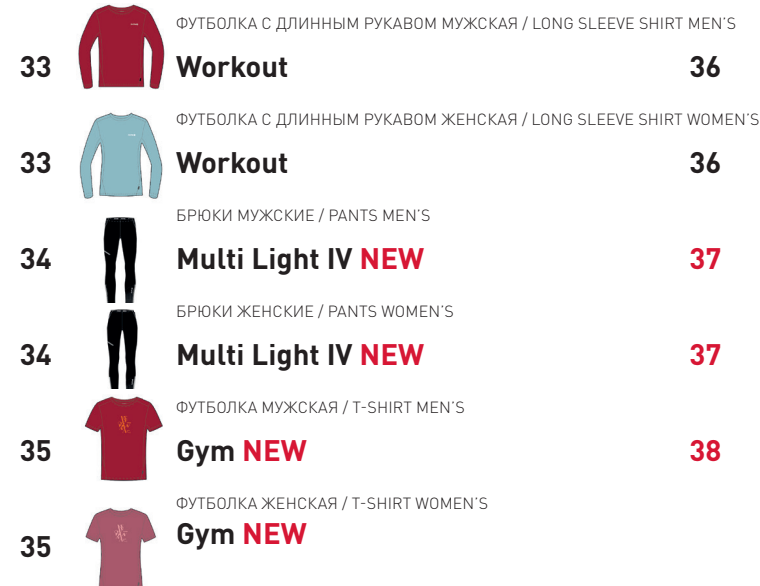 ФУТБОЛКА С ДЛИННЫМ РУКАВОМ МУЖСКАЯ / LONG SLEEVE SHIRT MEN'S
33 Workout 36
ФУТБОЛКА С ДЛИННЫМ РУКАВОМ ЖЕНСКАЯ / LONG SLEEVE SHIRT WOMEN'S
33 Workout 36
БРЮКИ МУЖСКИЕ / PANTS MEN'S
34 Multi Light IV NEW 37
БРЮКИ ЖЕНСКИЕ / PANTS WOMEN'S
34 Multi Light IV NEW 37
ФУТБОЛКА МУЖСКАЯ / T-SHIRT MEN'S
35 Gym NEW 38
ФУТБОЛКА ЖЕНСКАЯ / T-SHIRT WOMEN'S
Gym NEW
35